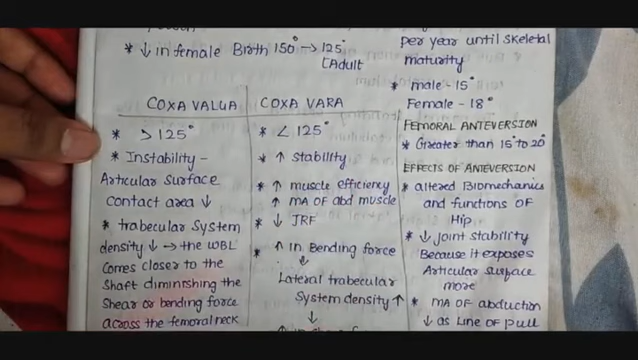 * ↓ in female Birth 150° → 125°
[Adult
COXA VALGA
* > 125°
* Instability -
Articular Surface
contact area ↓
* trabecular System
density ↓ → the WBL
Comes closer to the
Shaft diminshing the
Shear or bending force
across the femoral neck
COXA VARA
* < 125°
* ↑ Stability
* ↑ muscle efficiency
↑ MA OF abd muscle
* ↓ JRF
* ↑ in Bending force
↓
Lateral trabecular
System density ↑
↓
per year until skeletal
maturity
* male - 15°
Female - 18°
FEMORAL ANTEVERSION
* Greater than 15° to 20°
EFFECTS OF ANTEVERSION
* altered Biomechanics
and functions OF
Hip
* ↓ Joint stability
Because it exposes
Articular surface
more
* MA OF abduction
↓ as Line of pull